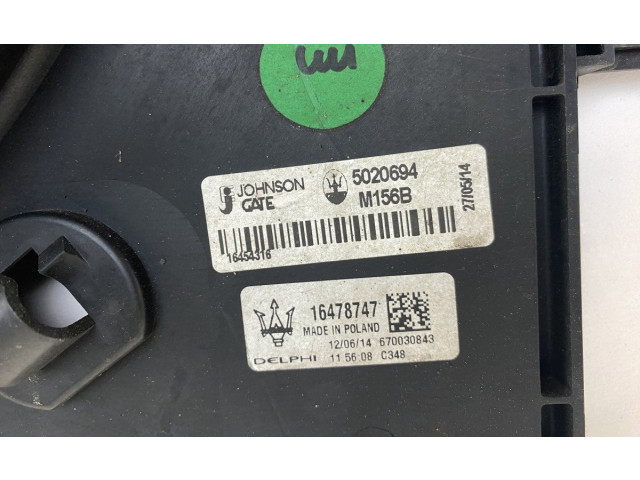 JOHNSON
GATE
5020694
M156B
27/05/14
16454316
16478747
MADE IN POLAND
12/06/14 670030843
DELPHI 11:56:08 C348